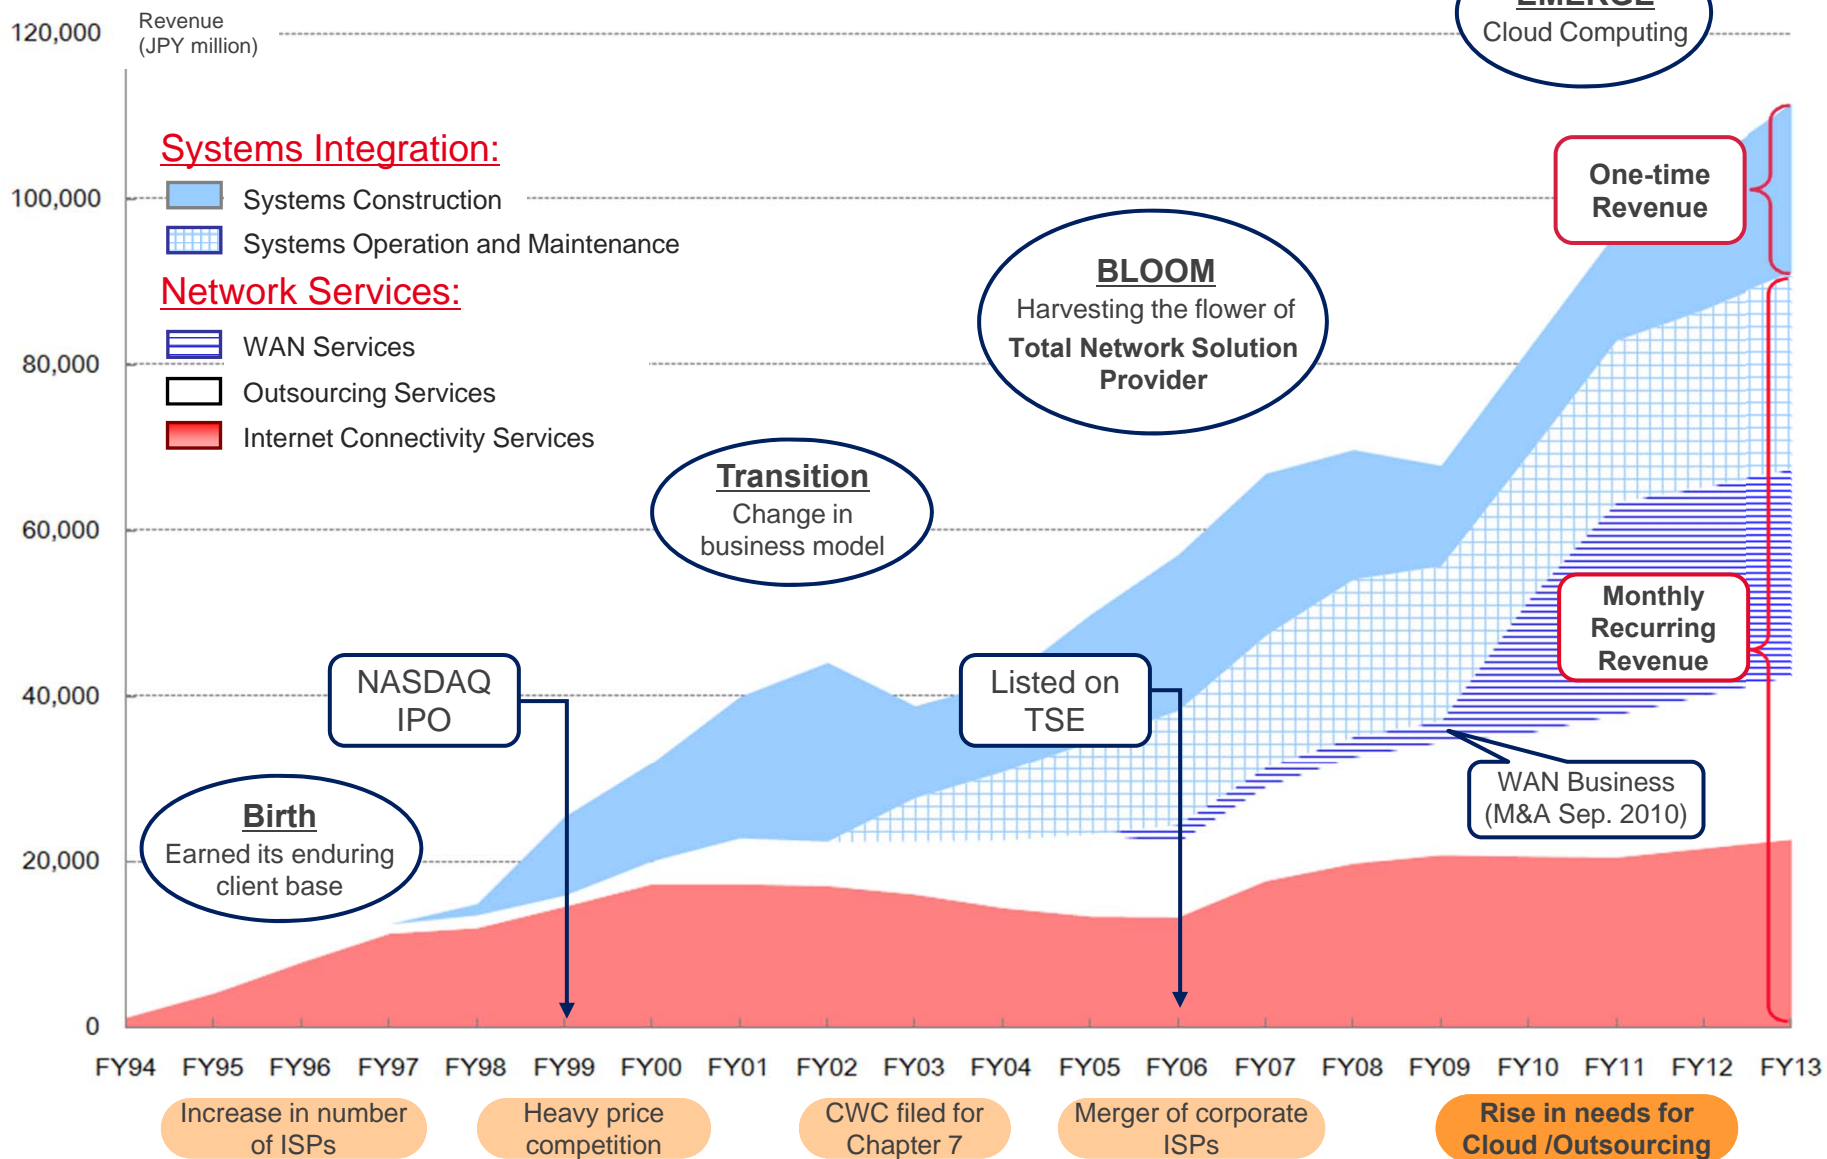 EMERGE
Cloud Computing
Revenue
(JPY million)
120,000
100,000
80,000
60,000
40,000
20,000
0
Systems Integration:
Systems Construction
Systems Operation and Maintenance
Network Services:
WAN Services
Outsourcing Services
Internet Connectivity Services
One-time
Revenue
BLOOM
Harvesting the flower of
Total Network Solution
Provider
Transition
Change in
business model
Monthly
Recurring
Revenue
NASDAQ
IPO
Listed on
TSE
WAN Business
(M&A Sep. 2010)
Birth
Earned its enduring
client base
FY94 FY95 FY96 FY97 FY98 FY99 FY00 FY01 FY02 FY03 FY04 FY05 FY06 FY07 FY08 FY09 FY10 FY11 FY12 FY13
Increase in number
of ISPs
Heavy price
competition
CWC filed for
Chapter 7
Merger of corporate
ISPs
Rise in needs for
Cloud /Outsourcing